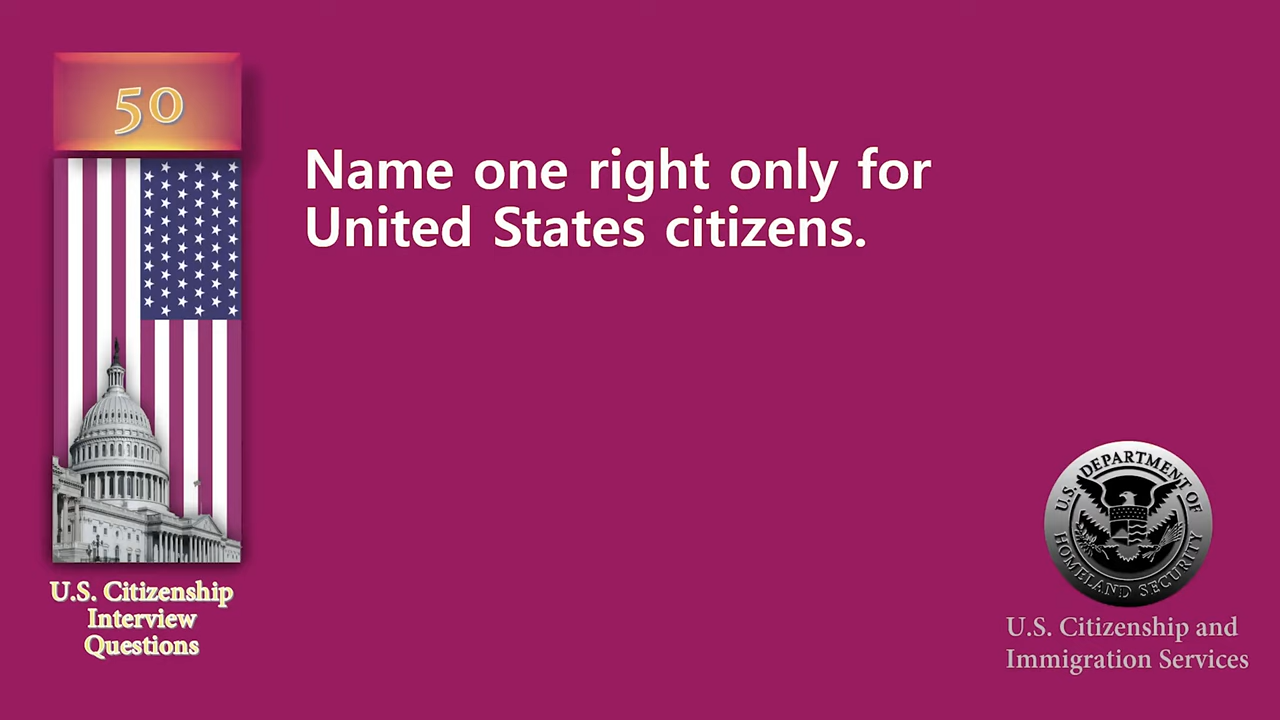 50
Name one right only for
United States citizens.
U.S. Citizenship
Interview
Questions
U.S. DEPARTMENT OF
HOMELAND SECURITY
U.S. Citizenship and
Immigration Services